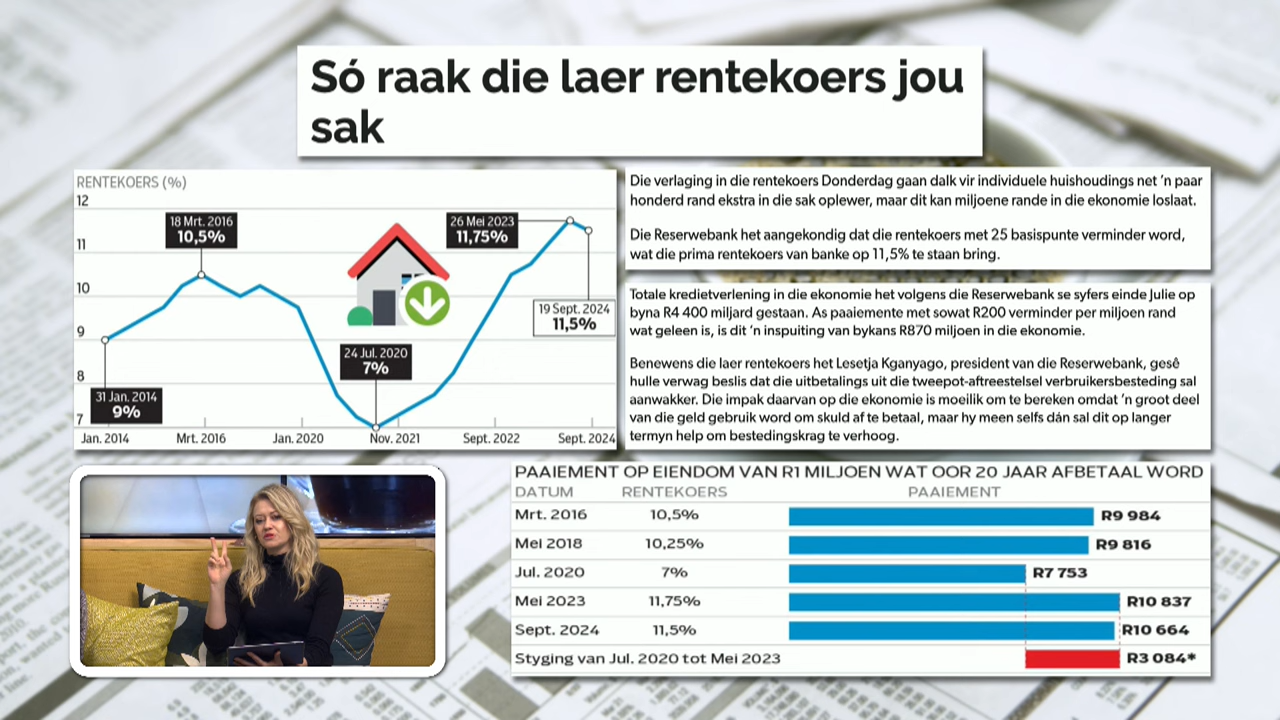 Só raak die laer rentekoers jou
sak
RENTEKOERS (%)
12
11
10
9
8
7
18 Mrt. 2016
10,5%
26 Mei 2023
11,75%
19 Sept. 2024
11,5%
24 Jul. 2020
7%
31 Jan. 2014
9%
Jan. 2014 Mrt. 2016 Jan. 2020 Nov. 2021 Sept. 2022 Sept. 2024
Die verlaging in die rentekoers Donderdag gaan dalk vir individuele huishoudings net ’n paar
honderd rand ekstra in die sak oplewer, maar dit kan miljoene rande in die ekonomie loslaat.
Die Reserwebank het aangekondig dat die rentekoers met 25 basispunte verminder word,
wat die prima rentekoers van banke op 11,5% te staan bring.
Totale kredietverlening in die ekonomie het volgens die Reserwebank se syfers einde Julie op
byna R4 400 miljard gestaan. As paaiemente met sowat R200 verminder per miljoen rand
wat geleen is, is dit ’n inspuiting van bykans R870 miljoen in die ekonomie.
Benewens die laer rentekoers het Lesetja Kganyago, president van die Reserwebank, gesê
hulle verwag beslis dat die uitbetalings uit die tweepot-aftreestelsel verbruikersbesteding sal
aanwakker. Die impak daarvan op die ekonomie is moeilik om te bereken omdat ’n groot deel
van die geld gebruik word om skuld af te betaal, maar hy meen selfs dán sal dit op langer
termyn help om bestedingskrag te verhoog.
PAAIEMENT OP EIENDOM VAN R1 MILJOEN WAT OOR 20 JAAR AFBETAAL WORD
DATUM RENTEKOERS PAAIEMENT
Mrt. 2016 10,5% R9 984
Mei 2018 10,25% R9 816
Jul. 2020 7% R7 753
Mei 2023 11,75% R10 837
Sept. 2024 11,5% R10 664
Styging van Jul. 2020 tot Mei 2023 R3 084*